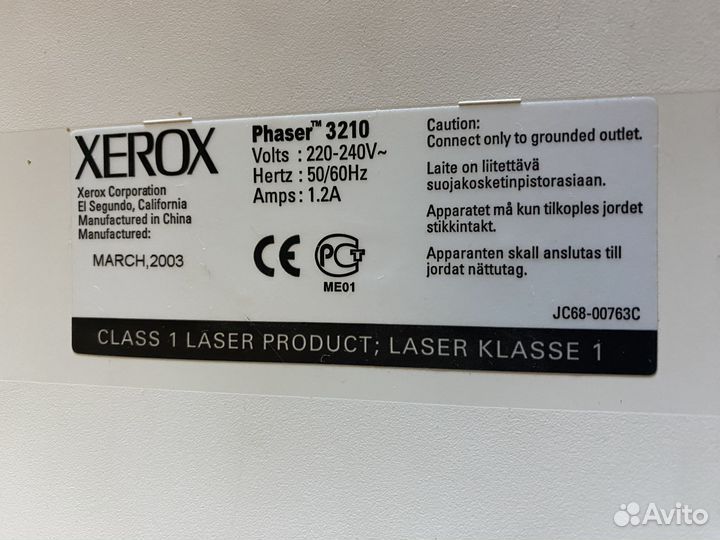 XEROX
Xerox Corporation
El Segundo, California
Manufactured in China
Manufactured:
MARCH,2003
Phaser™ 3210
Volts : 220-240V~
Hertz : 50/60Hz
Amps : 1.2A
CE
РСТ
ME01
Caution:
Connect only to grounded outlet.
Laite on liitettävä
suojakosketinpistorasiaan.
Apparatet må kun tilkoples jordet
stikkintakt.
Apparanten skall anslutas till
jordat nättutag.
JC68-00763C
CLASS 1 LASER PRODUCT; LASER KLASSE 1
Avito